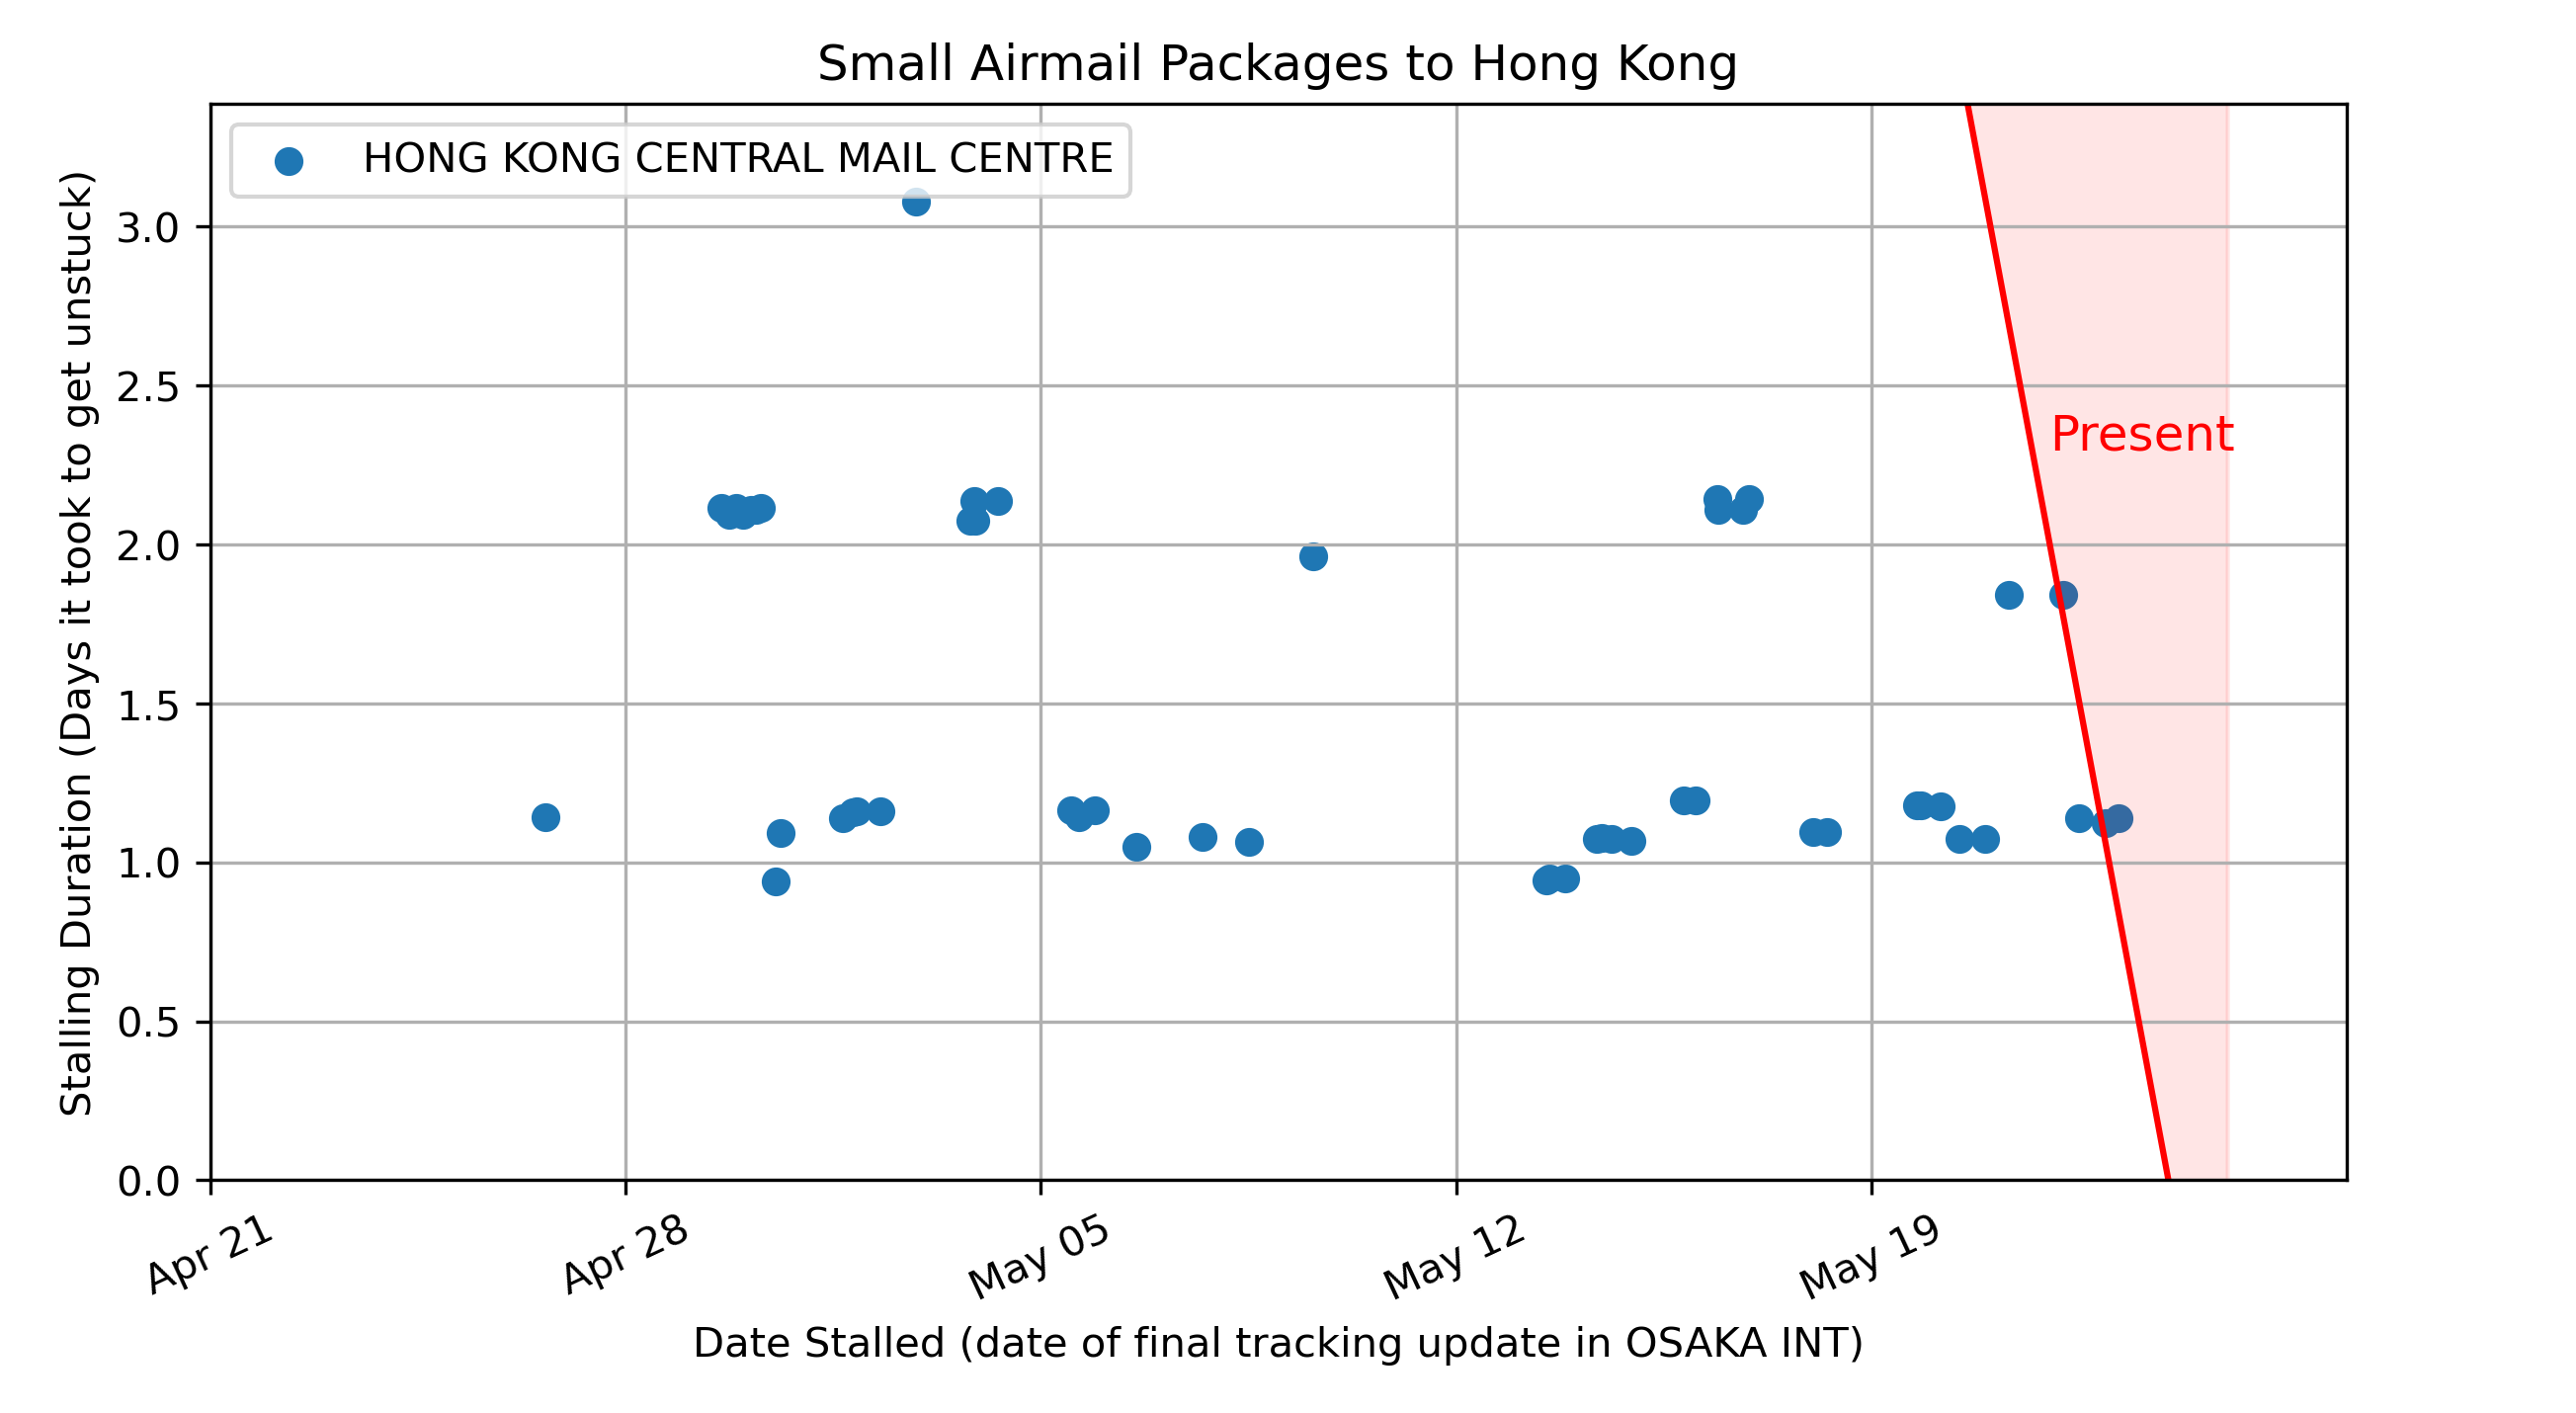 Small Airmail Packages to Hong Kong
HONG KONG CENTRAL MAIL CENTRE
Stalling Duration (Days it took to get unstuck)
3.0
2.5
2.0
1.5
1.0
0.5
0.0
Present
Apr 21
Apr 28
May 05
May 12
May 19
Date Stalled (date of final tracking update in OSAKA INT)